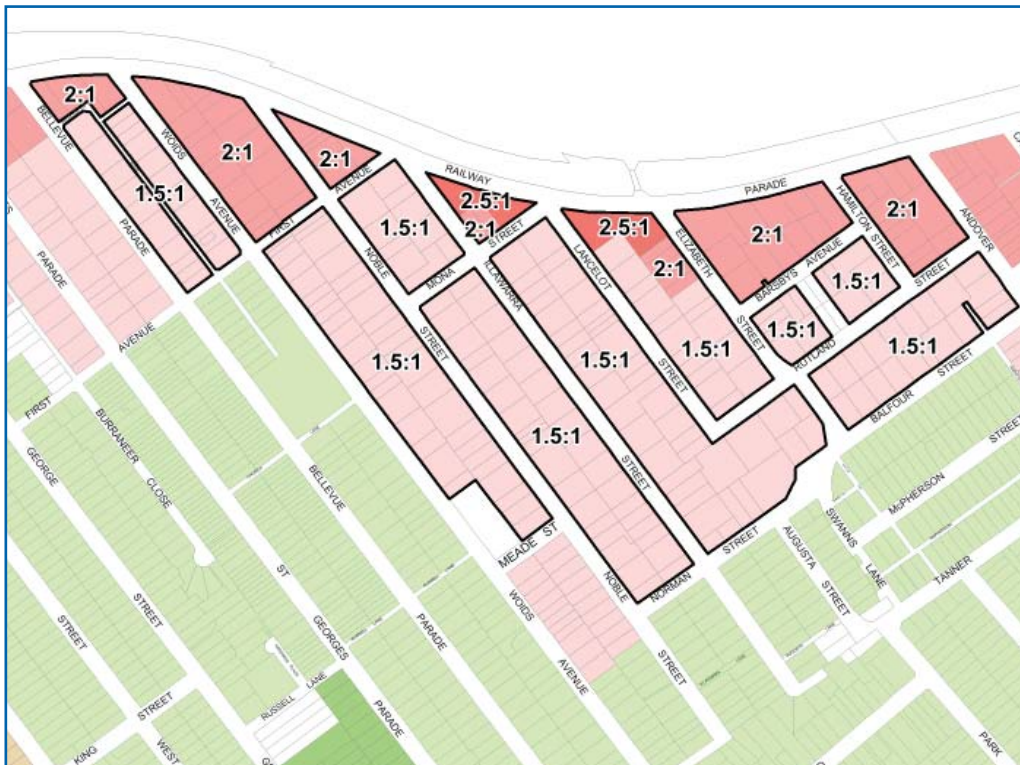 2:1
BELLEVUE
WOIDS
2:1
1.5:1
AVENUE
PARADE
2:1
AVENUE
FIRST
RAILWAY
PARADE
2.5:1
2:1
STREET
2.5:1
2:1
LANCELOT
ELIZABETH
2:1
HAMILTON
STREET
2:1
ANDOVER
BARSBYS AVENUE
1.5:1
1.5:1
STREET
RUTLAND
STREET
1.5:1
BALFOUR STREET
NOBLE
1.5:1
MONA
ILLAWARRA
1.5:1
STREET
1.5:1
1.5:1
STREET
1.5:1
STREET
PARADE
AVENUE
FIRST
GEORGE
BURRANEER
CLOSE
BELLEVUE
MEADE ST
NORMAN STREET
McPHERSON
STREET
SWANNS
LANE
AUGUSTA
STREET
TANNER
NOBLE
STREET
WOIDS
AVENUE
STREET
STREET
ST
GEORGES
PARADE
PARADE
RUSSELL LANE
KING STREET
WEST
PARK